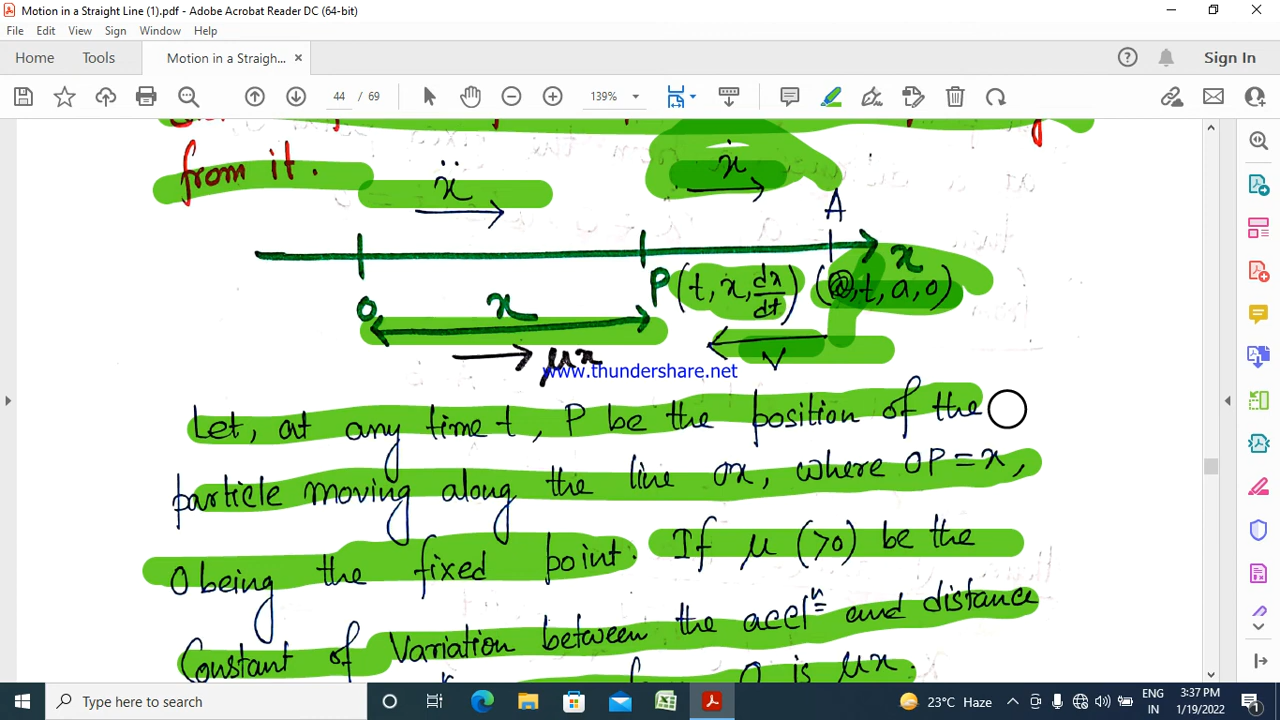 Motion in a Straight Line (1).pdf - Adobe Acrobat Reader DC (64-bit)
File Edit View Sign Window Help
Home Tools Motion in a Straigh... × Sign In
44 / 69 139%
from it.
ẍ ẋ
A
x
O x P (t, x, dx/dt) (t, a, 0)
→ μx V
www.thundershare.net
Let, at any time t, P be the position of the
particle moving along the line ox, where OP = x,
O being the fixed point. If μ (>0) be the
Constant of Variation between the accln and distance
O is μx.
Type here to search
23°C Haze
ENG
IN
3:37 PM
1/19/2022